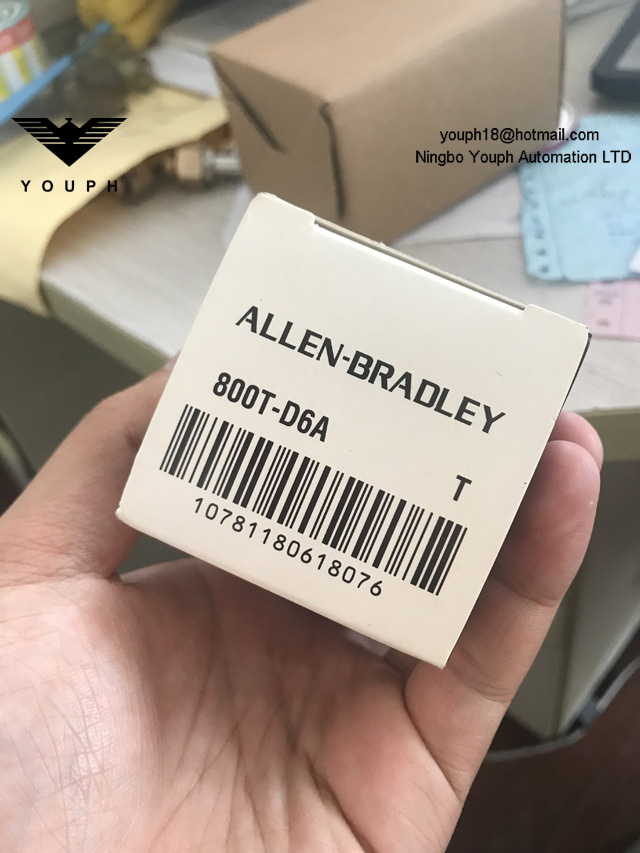 YOUPH
youph18@hotmail.com
Ningbo Youph Automation LTD
ALLEN-BRADLEY
800T-D6A
T
10781180618076